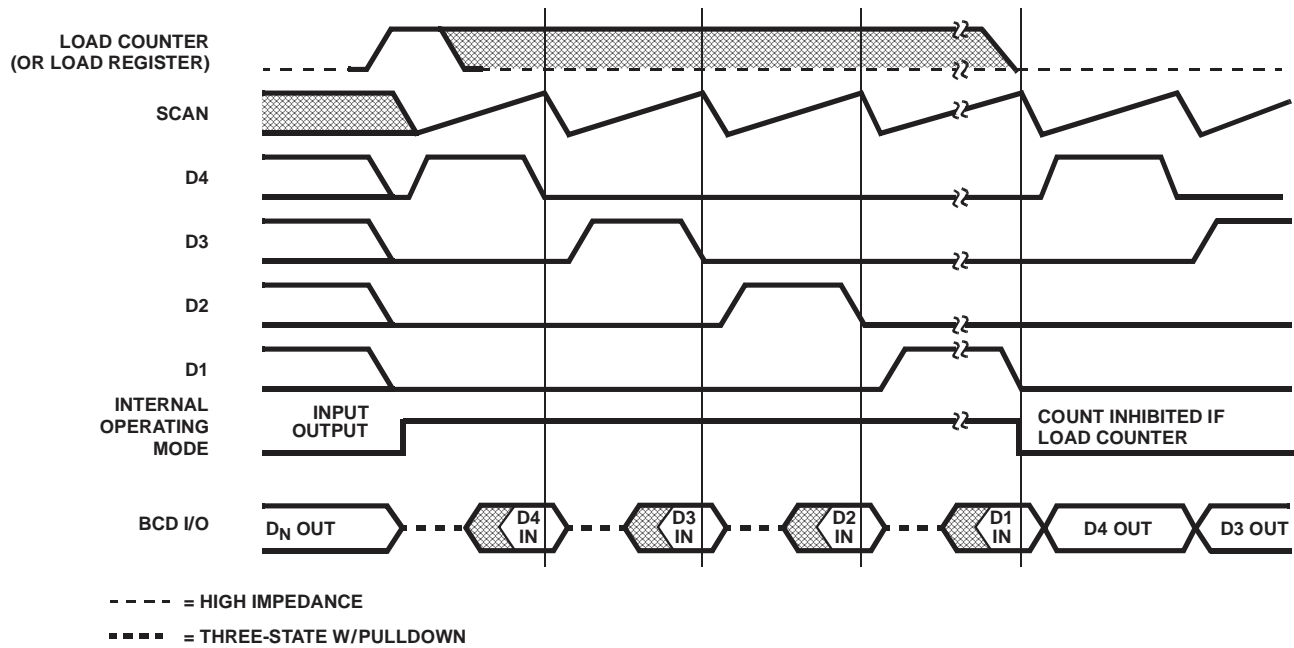 LOAD COUNTER
(OR LOAD REGISTER)
SCAN
D4
D3
D2
D1
INTERNAL
OPERATING
MODE
INPUT
OUTPUT
COUNT INHIBITED IF
LOAD COUNTER
BCD I/O
DN OUT
D4
IN
D3
IN
D2
IN
D1
IN
D4 OUT
D3 OUT
= HIGH IMPEDANCE
= THREE-STATE W/PULLDOWN